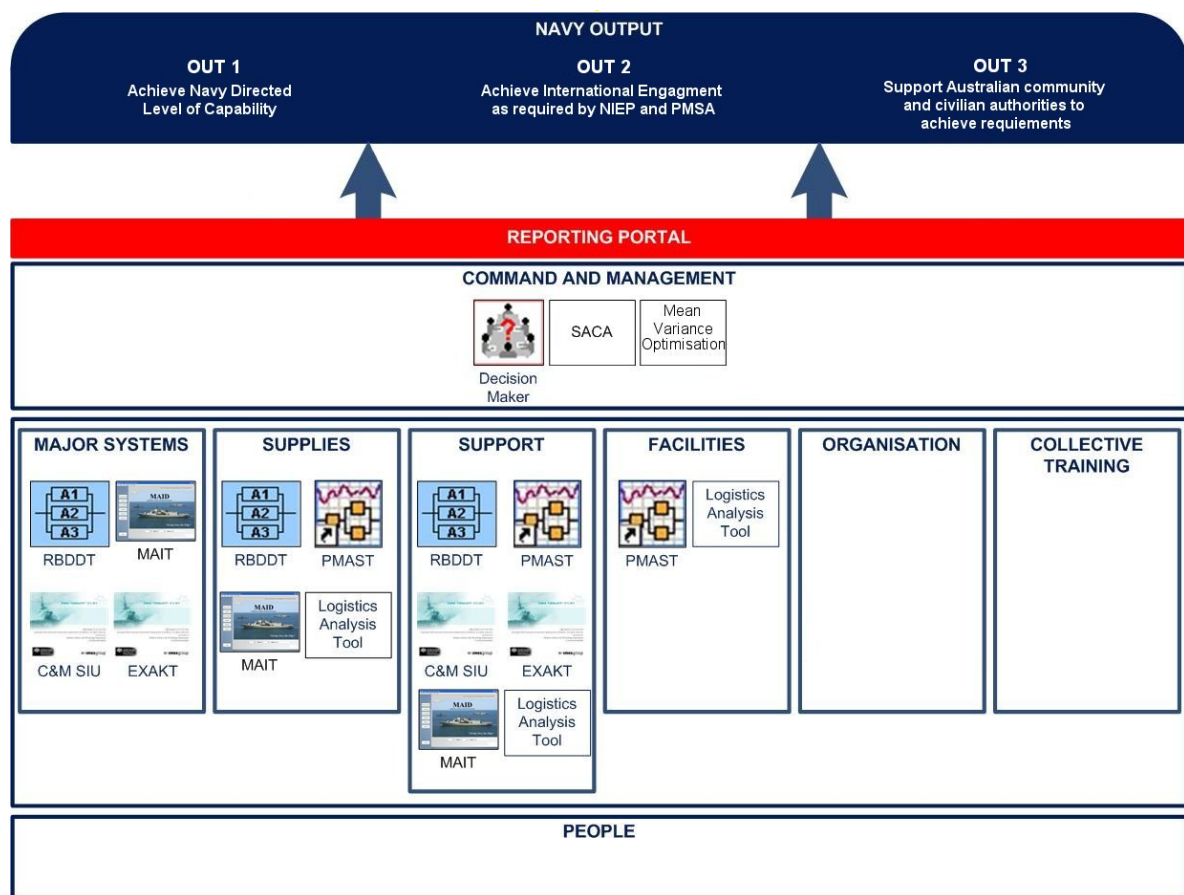 NAVY OUTPUT
OUT 1
Achieve Navy Directed
Level of Capability
OUT 2
Achieve International Engagment
as required by NIEP and PMSA
OUT 3
Support Australian community
and civilian authorities to
achieve requiements
REPORTING PORTAL
COMMAND AND MANAGEMENT
?
Decision
Maker
SACA
Mean
Variance
Optimisation
MAJOR SYSTEMS
A1
A2
A3
RBDDT
MAID
MAIT
C&M SIU
EXAKT
SUPPLIES
A1
A2
A3
RBDDT
PMAST
MAID
MAIT
Logistics
Analysis
Tool
SUPPORT
A1
A2
A3
RBDDT
PMAST
C&M SIU
EXAKT
MAID
MAIT
Logistics
Analysis
Tool
FACILITIES
PMAST
Logistics
Analysis
Tool
ORGANISATION
COLLECTIVE
TRAINING
PEOPLE